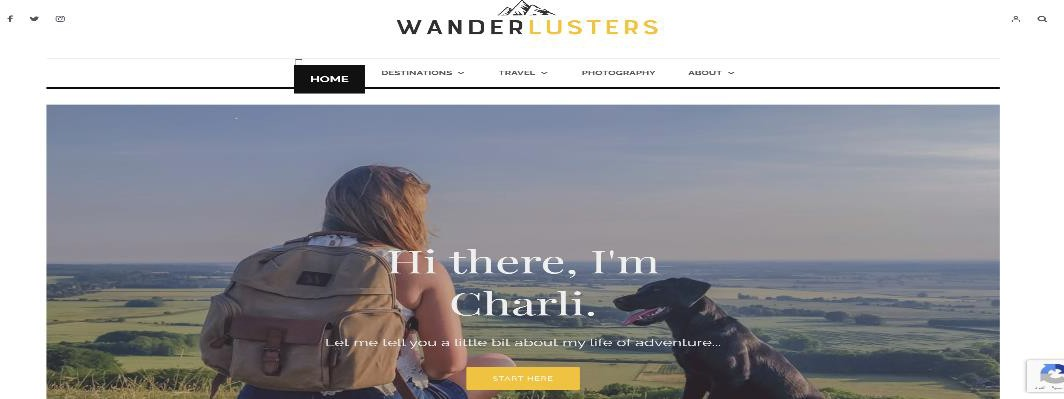 WANDERLUSTERS
HOME DESTINATIONS TRAVEL PHOTOGRAPHY ABOUT
Hi there, I'm
Charli.
Let me tell you a little bit about my life of adventure...
START HERE